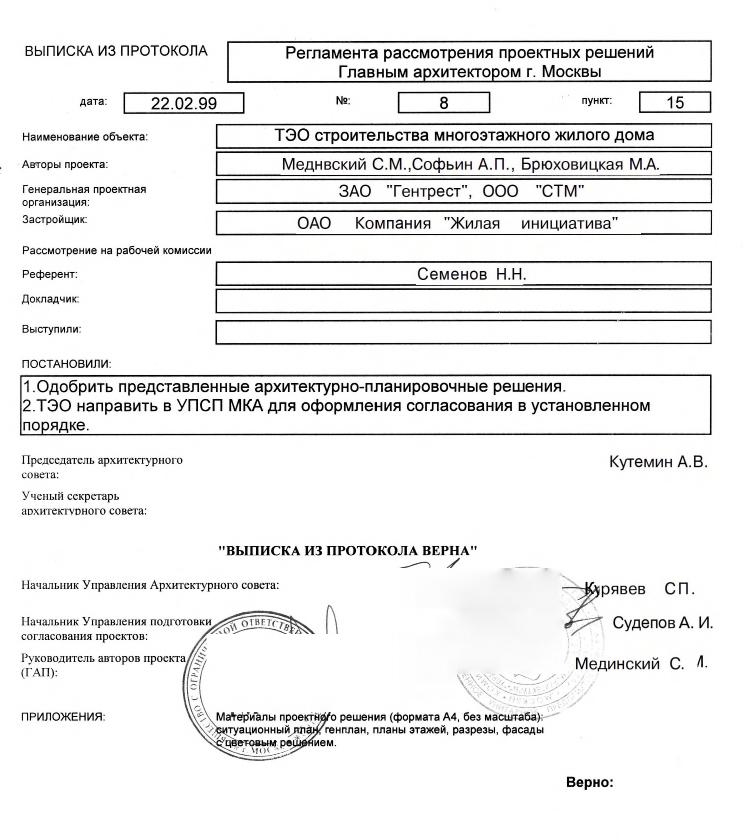 ВЫПИСКА ИЗ ПРОТОКОЛА
Регламента рассмотрения проектных решений
Главным архитектором г. Москвы
дата: 22.02.99 №: 8 пункт: 15
Наименование объекта: ТЭО строительства многоэтажного жилого дома
Авторы проекта: Меднвский С.М.,Софьин А.П., Брюховицкая М.А.
Генеральная проектная
организация: ЗАО "Гентрест", ООО "СТМ"
Застройщик: ОАО Компания "Жилая инициатива"
Рассмотрение на рабочей комиссии
Референт: Семенов Н.Н.
Докладчик:
Выступили:
ПОСТАНОВИЛИ:
1.Одобрить представленные архитектурно-планировочные решения.
2.ТЭО направить в УПСП МКА для оформления согласования в установленном
порядке.
Председатель архитектурного
совета: Кутемин А.В.
Ученый секретарь
архитектурного совета:
"ВЫПИСКА ИЗ ПРОТОКОЛА ВЕРНА"
Начальник Управления Архитектурного совета: Курявев СП.
Начальник Управления подготовки
согласования проектов: Судепов А. И.
Руководитель авторов проекта
(ГАП): Мединский С.
ОЙ ОТВЕТСТВЕ
ЕСТВО С ОГРАНИ
МОС
ПРИЛОЖЕНИЯ: Материалы проектного решения (формата А4, без масштаба):
ситуационный план, генплан, планы этажей, разрезы, фасады
с цветовым решением.
Верно: